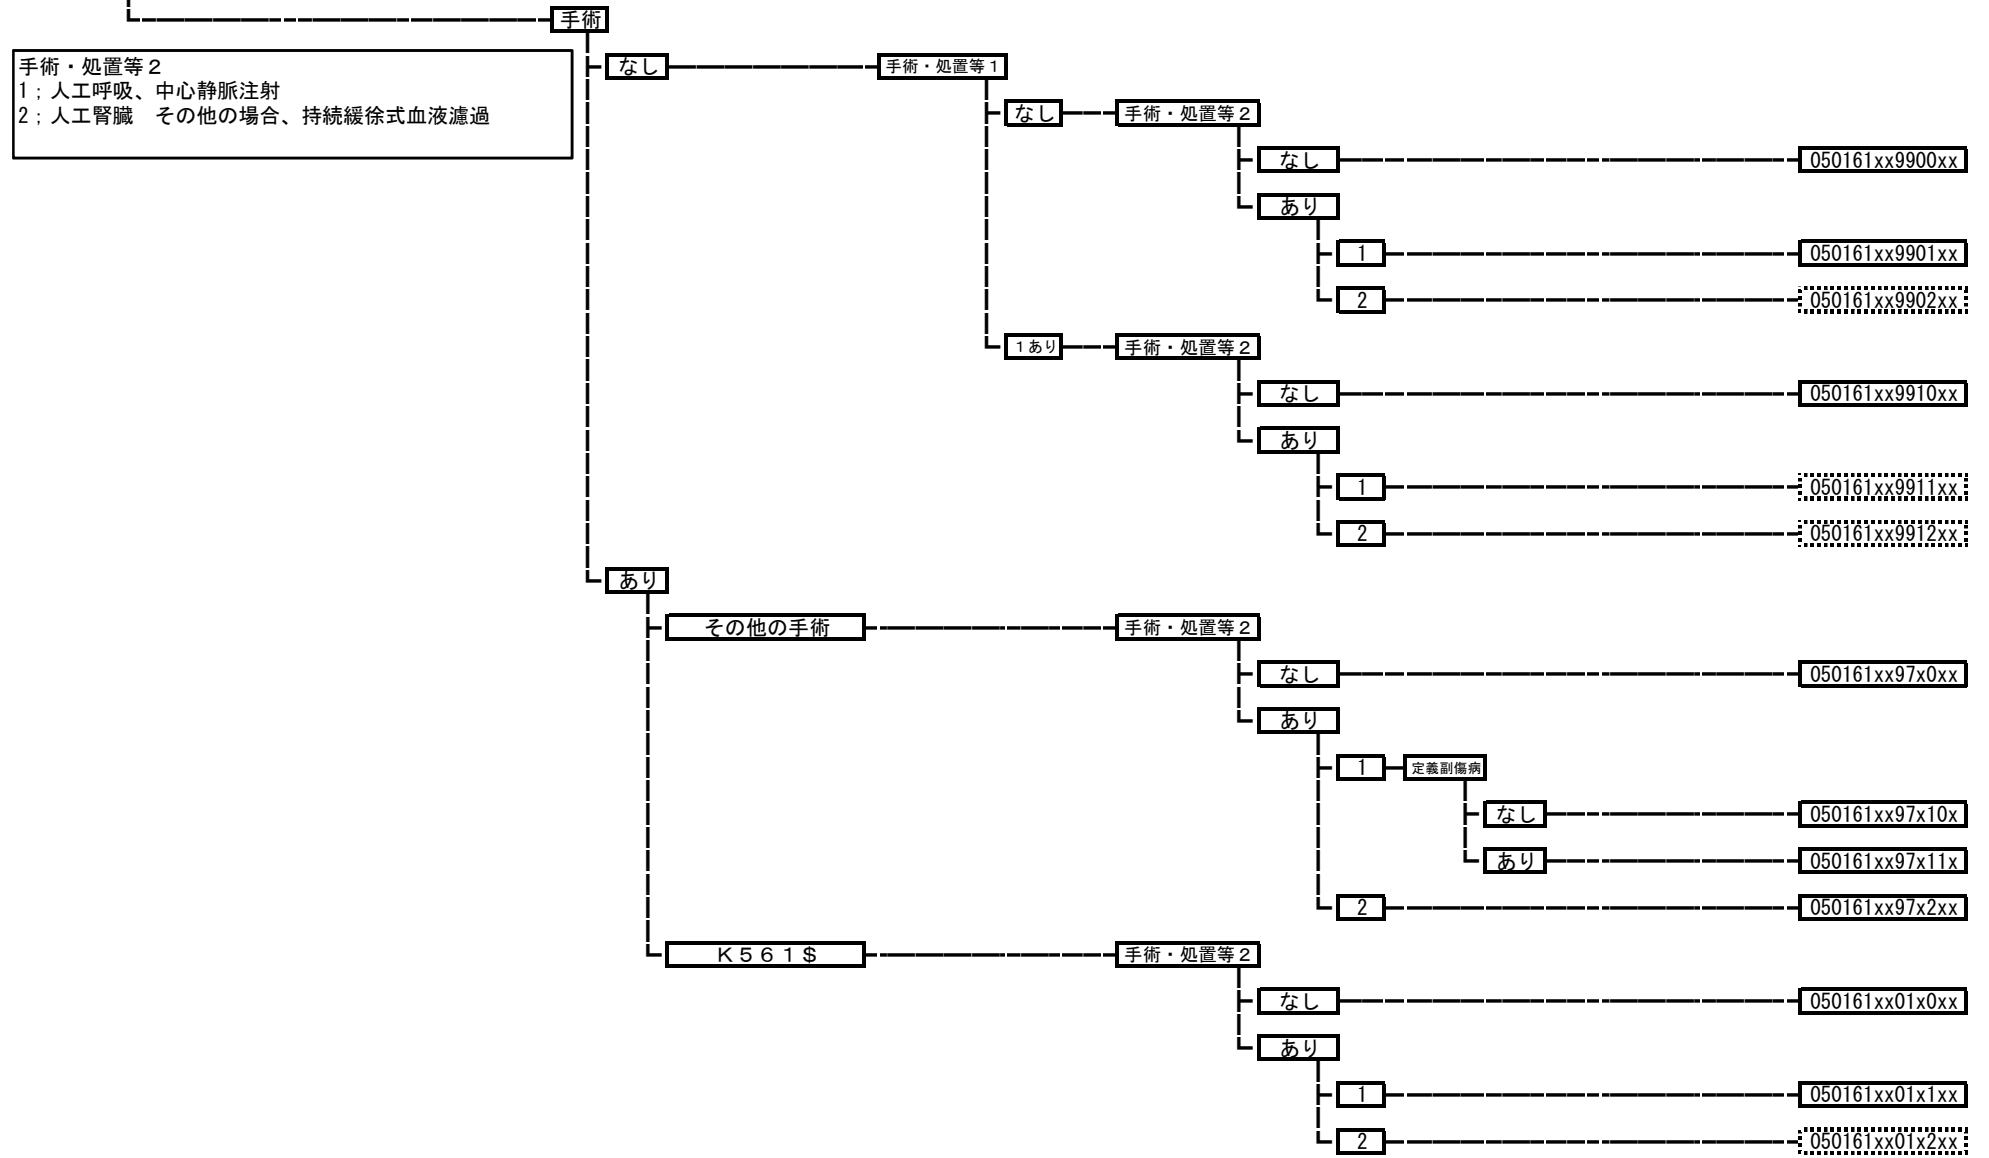 手術
手術・処置等２
1；人工呼吸、中心静脈注射
2；人工腎臓　その他の場合、持続緩徐式血液濾過
なし 手術・処置等１
なし 手術・処置等２
なし 050161xx9900xx
あり
1 050161xx9901xx
2 050161xx9902xx
１あり 手術・処置等２
なし 050161xx9910xx
あり
1 050161xx9911xx
2 050161xx9912xx
あり
その他の手術 手術・処置等２
なし 050161xx97x0xx
あり
1 定義副傷病
なし 050161xx97x10x
あり 050161xx97x11x
2 050161xx97x2xx
Ｋ５６１＄ 手術・処置等２
なし 050161xx01x0xx
あり
1 050161xx01x1xx
2 050161xx01x2xx